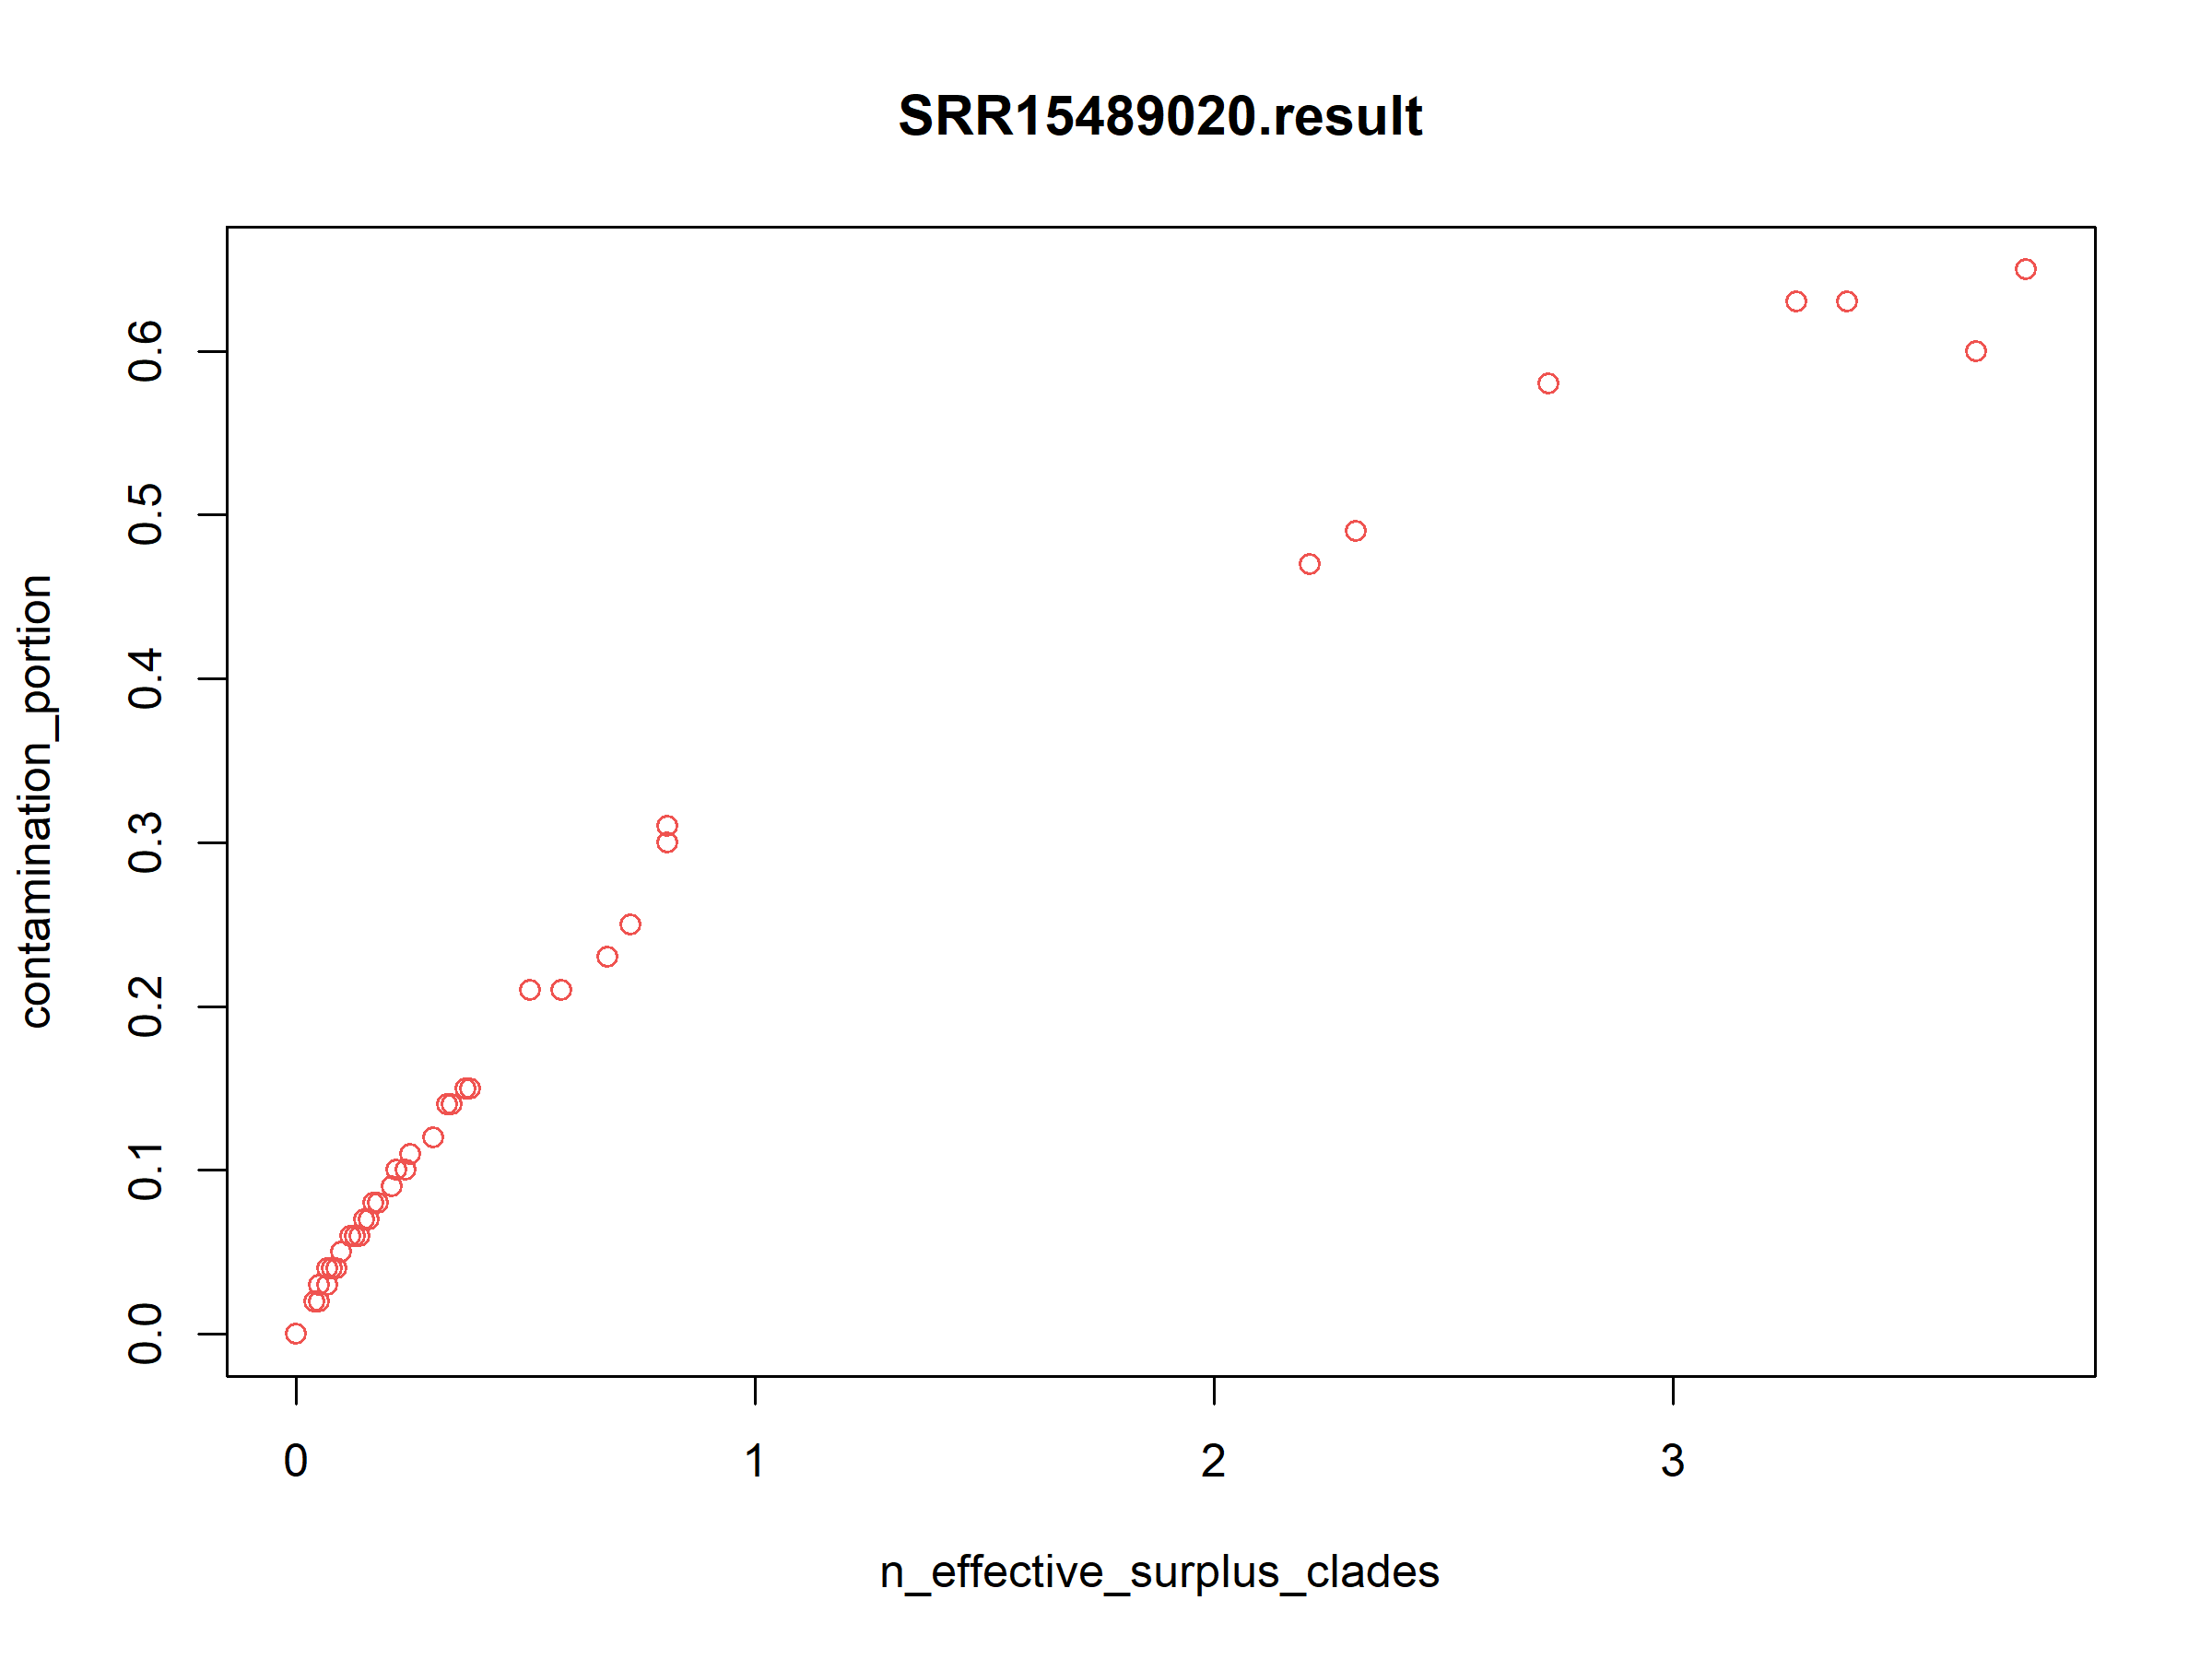 SRR15489020.result
contamination_portion
0.6
0.5
0.4
0.3
0.2
0.1
0.0
0 1 2 3
n_effective_surplus_clades